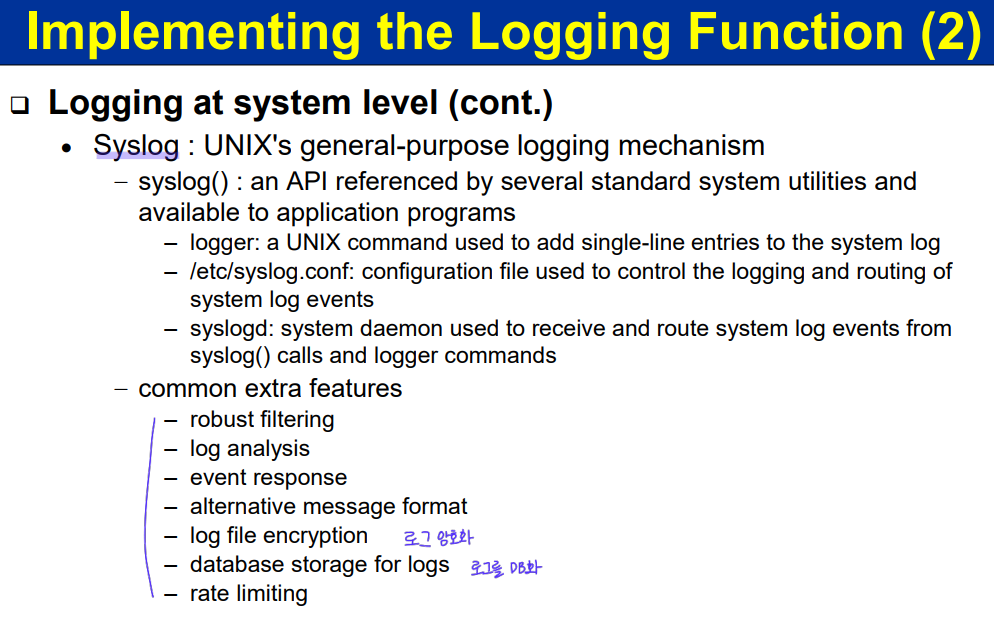 Implementing the Logging Function (2)
❑ Logging at system level (cont.)
• Syslog : UNIX's general-purpose logging mechanism
– syslog() : an API referenced by several standard system utilities and
available to application programs
– logger: a UNIX command used to add single-line entries to the system log
– /etc/syslog.conf: configuration file used to control the logging and routing of
system log events
– syslogd: system daemon used to receive and route system log events from
syslog() calls and logger commands
– common extra features
– robust filtering
– log analysis
– event response
– alternative message format
– log file encryption 로그 암호화
– database storage for logs 로그를 DB화
– rate limiting